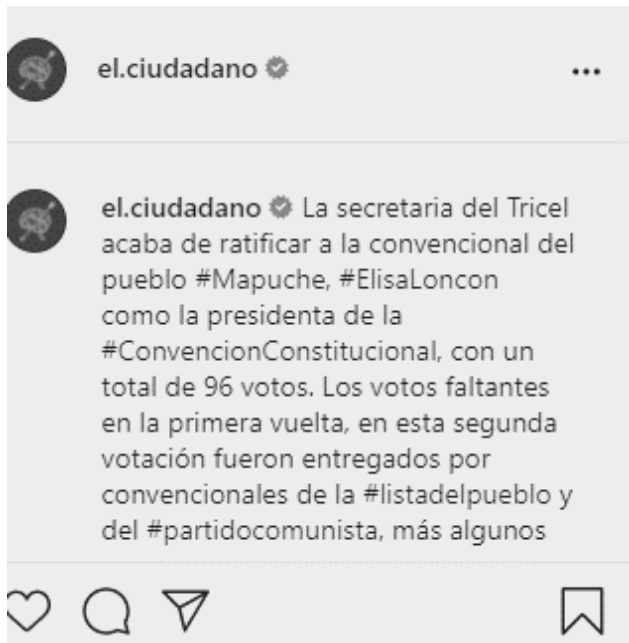 el.ciudadano
el.ciudadano La secretaria del Tricel
acaba de ratificar a la convencional del
pueblo #Mapuche, #ElisaLoncon
como la presidenta de la
#ConvencionConstitucional, con un
total de 96 votos. Los votos faltantes
en la primera vuelta, en esta segunda
votación fueron entregados por
convencionales de la #listadelpueblo y
del #partidocomunista, más algunos